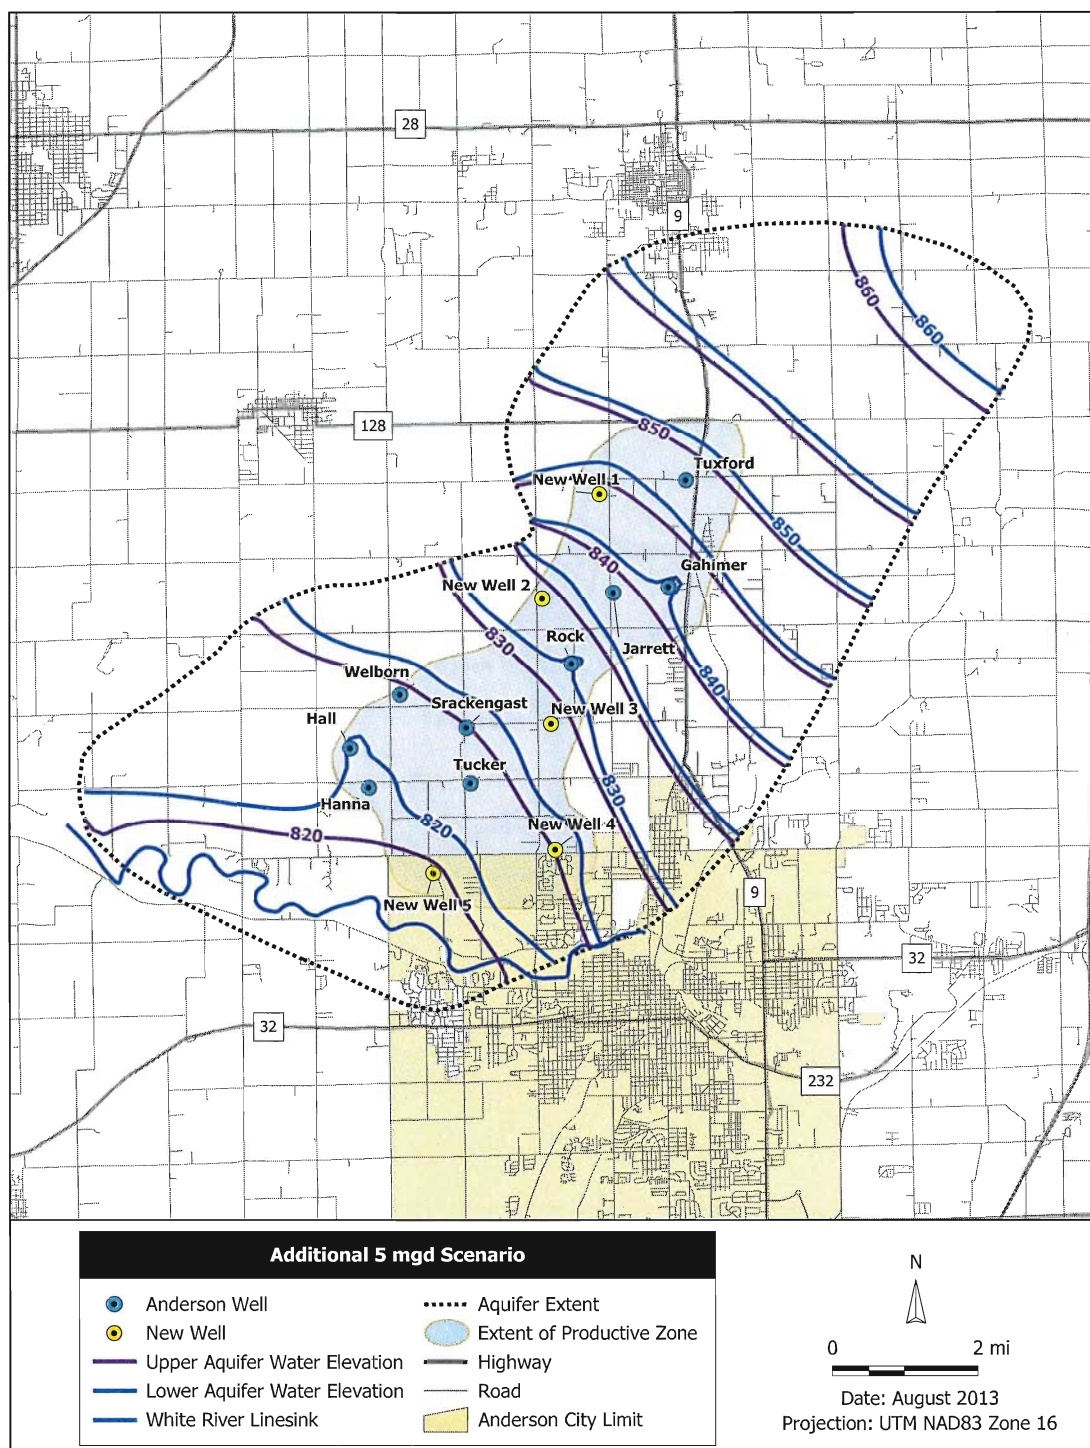 28
9
860
860
128
850
Tuxford
New Well 1
850
840
Gahimer
New Well 2
Rock
830
Jarrett
Welborn
840
Srackengast
New Well 3
Hall
Tucker
830
Hanna
820
820
New Well 4
9
New Well 5
32
32
232
Additional 5 mgd Scenario
Anderson Well
New Well
Upper Aquifer Water Elevation
Lower Aquifer Water Elevation
White River Linesink
Aquifer Extent
Extent of Productive Zone
Highway
Road
Anderson City Limit
N
0 2 mi
Date: August 2013
Projection: UTM NAD83 Zone 16